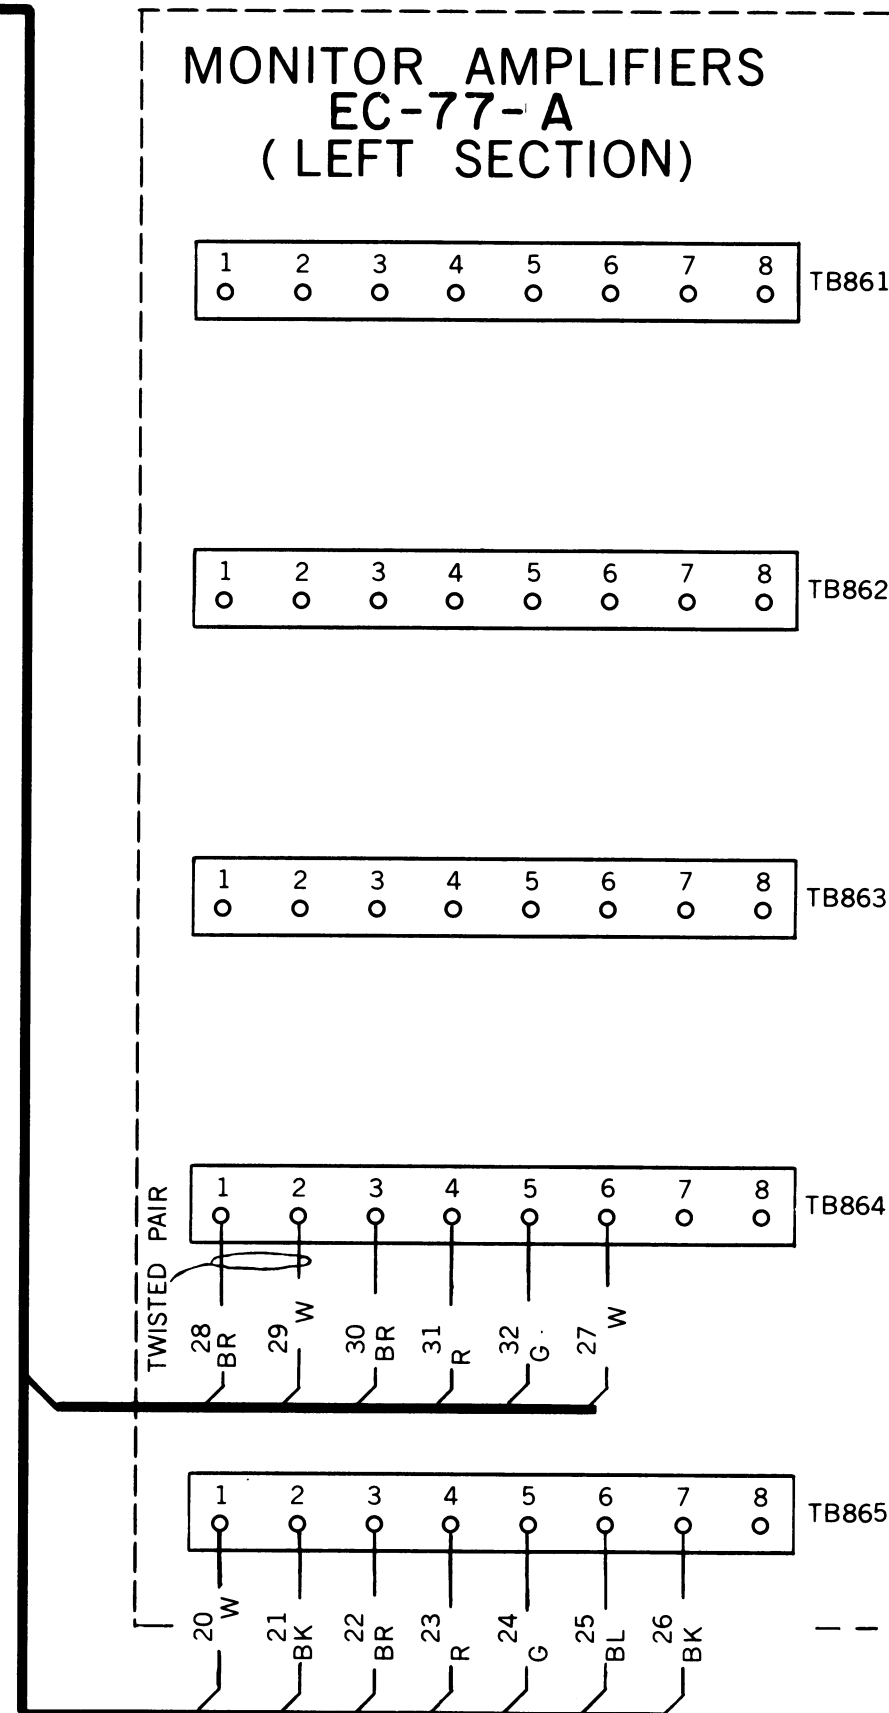 MONITOR AMPLIFIERS
EC-77-A
( LEFT SECTION)
1 2 3 4 5 6 7 8 TB861
1 2 3 4 5 6 7 8 TB862
1 2 3 4 5 6 7 8 TB863
1 2 3 4 5 6 7 8 TB864
TWISTED PAIR
28 BR
29 W
30 BR
31 R
32 G
27 W
1 2 3 4 5 6 7 8 TB865
20 W
21 BK
22 BR
23 R
24 G
25 BL
26 BK